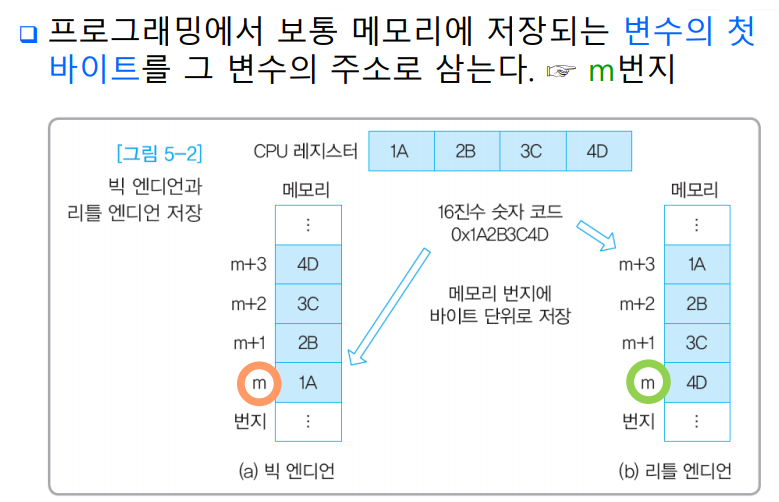 ❑ 프로그래밍에서 보통 메모리에 저장되는 변수의 첫
바이트를 그 변수의 주소로 삼는다. ☞ m번지
[그림 5-2]
빅 엔디언과
리틀 엔디언 저장
CPU 레지스터 1A 2B 3C 4D
16진수 숫자 코드
0x1A2B3C4D
메모리 번지에
바이트 단위로 저장
메모리
⋮
m+3 4D
m+2 3C
m+1 2B
m 1A
번지 ⋮
(a) 빅 엔디언
메모리
⋮
m+3 1A
m+2 2B
m+1 3C
m 4D
번지 ⋮
(b) 리틀 엔디언